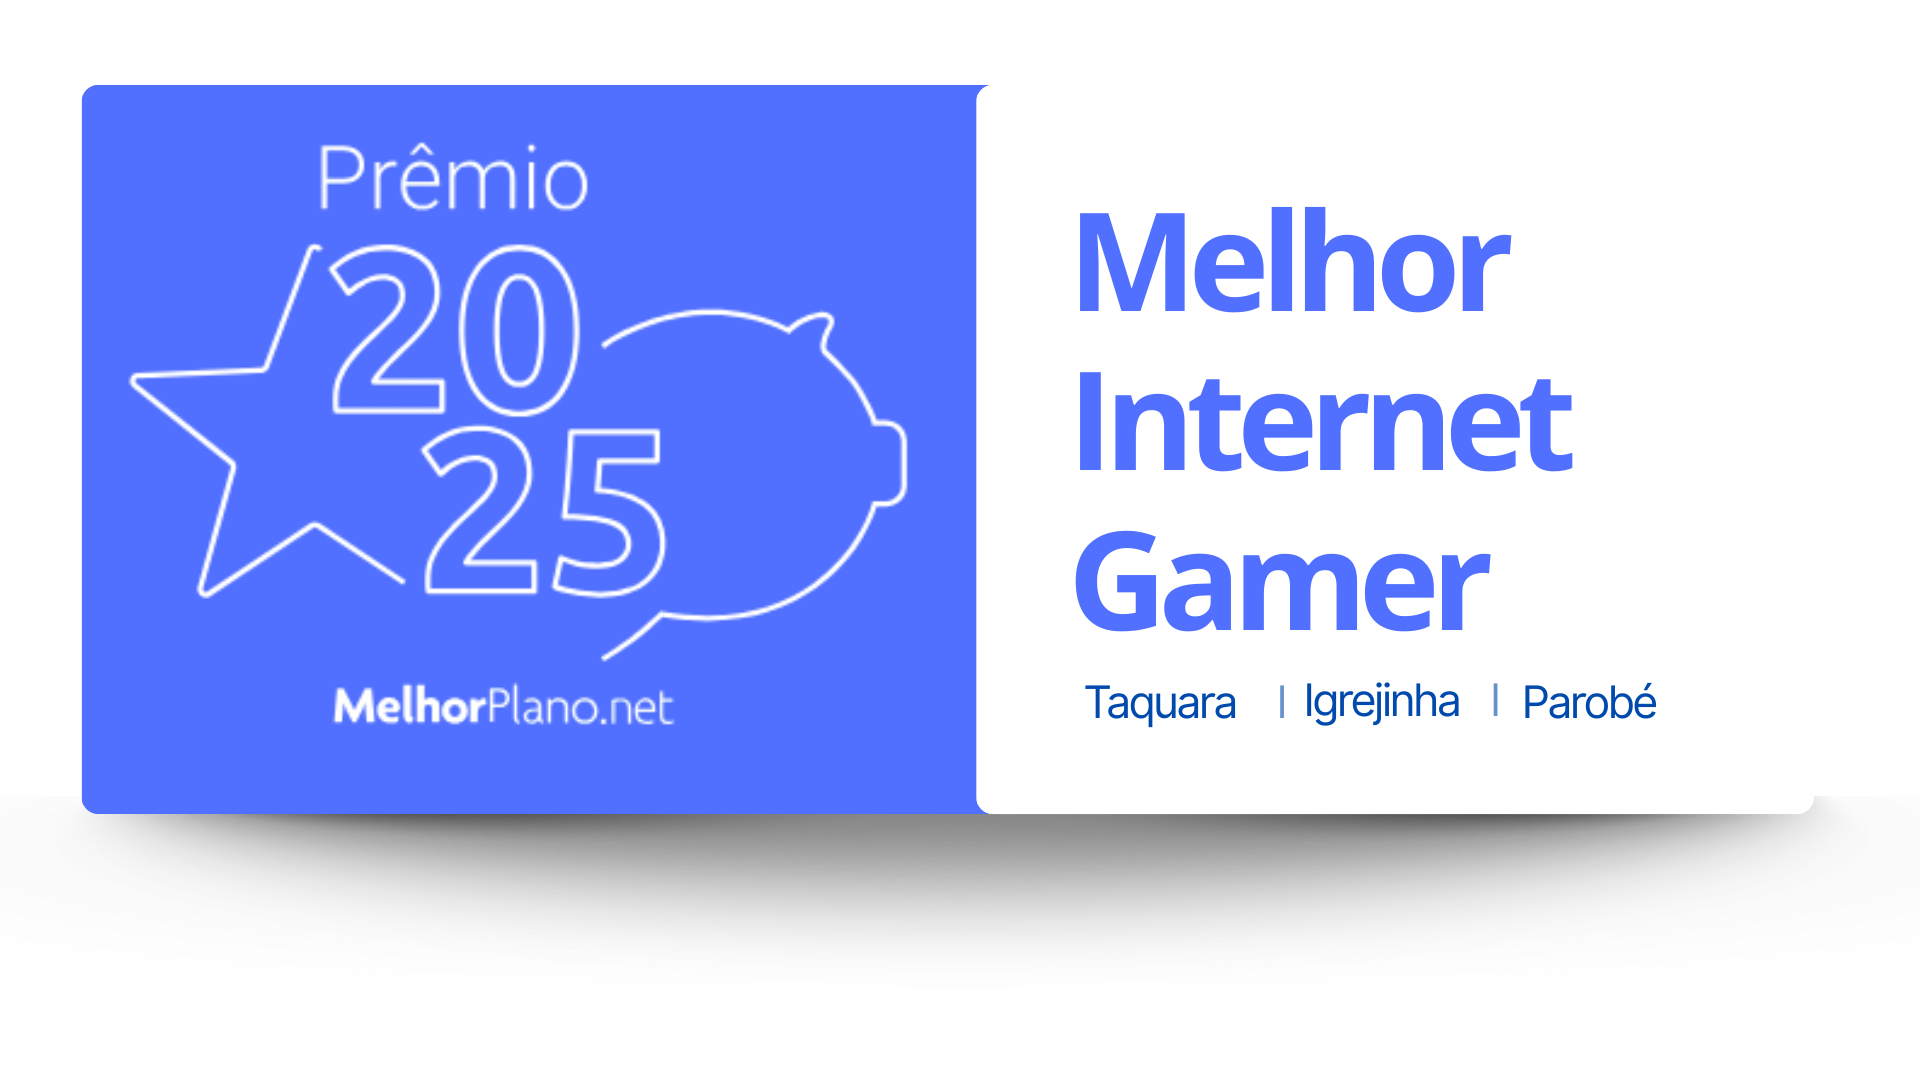 Prêmio
20
25
MelhorPlano.net
Melhor
Internet
Gamer
Taquara | Igrejinha | Parobé